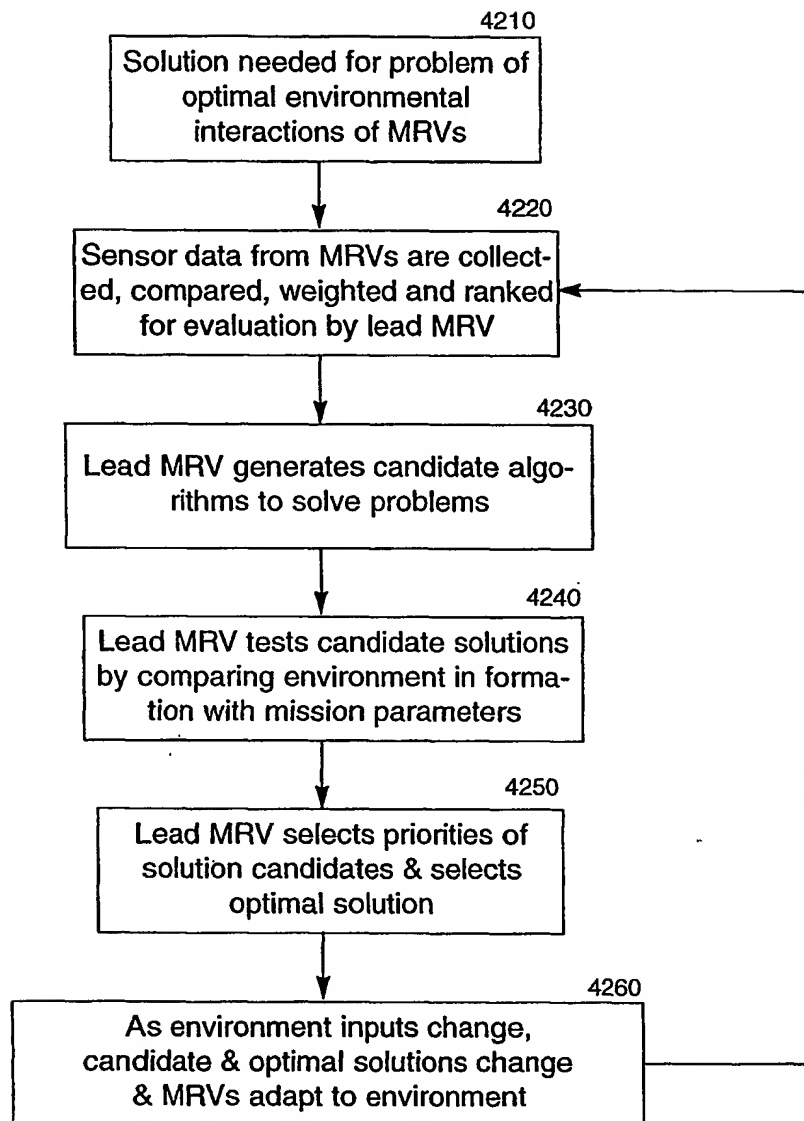 4210
Solution needed for problem of
optimal environmental
interactions of MRVs
4220
Sensor data from MRVs are collect-
ed, compared, weighted and ranked
for evaluation by lead MRV
4230
Lead MRV generates candidate algo-
rithms to solve problems
4240
Lead MRV tests candidate solutions
by comparing environment in forma-
tion with mission parameters
4250
Lead MRV selects priorities of
solution candidates & selects
optimal solution
4260
As environment inputs change,
candidate & optimal solutions change
& MRVs adapt to environment